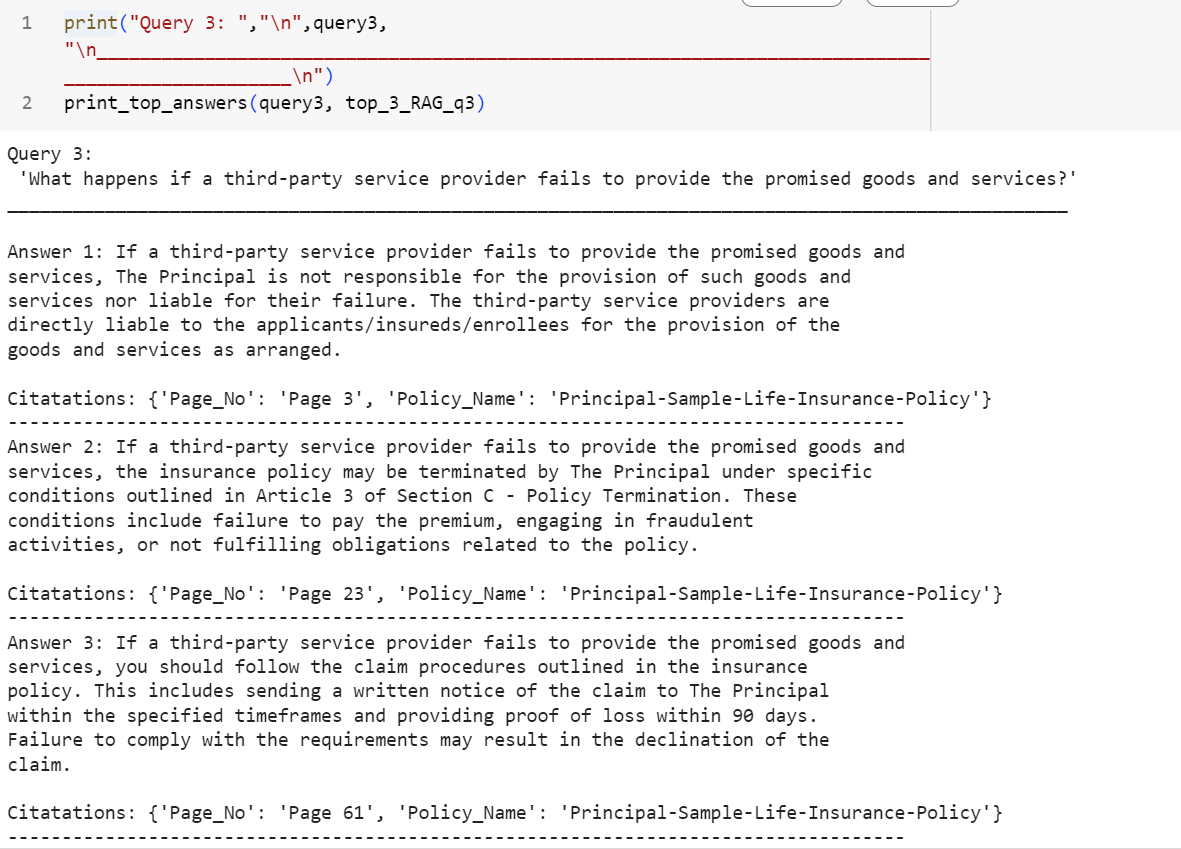 1 print("Query 3: ","\n",query3,
"\n______________________________________________________________________________
_____________________\n")
2 print_top_answers(query3, top_3_RAG_q3)
Query 3:
'What happens if a third-party service provider fails to provide the promised goods and services?'
__________________________________________________________________________________________________
Answer 1: If a third-party service provider fails to provide the promised goods and
services, The Principal is not responsible for the provision of such goods and
services nor liable for their failure. The third-party service providers are
directly liable to the applicants/insureds/enrollees for the provision of the
goods and services as arranged.
Citatations: {'Page_No': 'Page 3', 'Policy_Name': 'Principal-Sample-Life-Insurance-Policy'}
-----------------------------------------------------------------------------------
Answer 2: If a third-party service provider fails to provide the promised goods and
services, the insurance policy may be terminated by The Principal under specific
conditions outlined in Article 3 of Section C - Policy Termination. These
conditions include failure to pay the premium, engaging in fraudulent
activities, or not fulfilling obligations related to the policy.
Citatations: {'Page_No': 'Page 23', 'Policy_Name': 'Principal-Sample-Life-Insurance-Policy'}
-----------------------------------------------------------------------------------
Answer 3: If a third-party service provider fails to provide the promised goods and
services, you should follow the claim procedures outlined in the insurance
policy. This includes sending a written notice of the claim to The Principal
within the specified timeframes and providing proof of loss within 90 days.
Failure to comply with the requirements may result in the declination of the
claim.
Citatations: {'Page_No': 'Page 61', 'Policy_Name': 'Principal-Sample-Life-Insurance-Policy'}
-----------------------------------------------------------------------------------